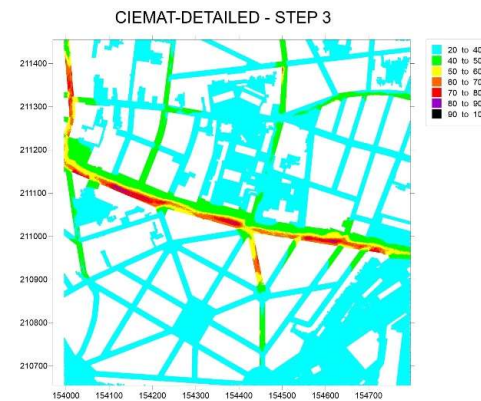 CIEMAT-DETAILED - STEP 3
211400
211300
211200
211100
211000
210900
210800
210700
154000 154100 154200 154300 154400 154500 154600 154700
20 to 40
40 to 50
50 to 60
60 to 70
70 to 80
80 to 90
90 to 10